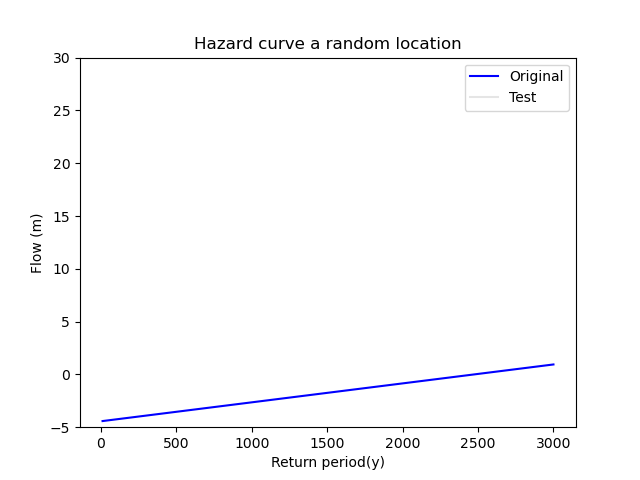 Hazard curve a random location
Original
Test
30
25
20
15
10
5
0
−5
Flow (m)
0 500 1000 1500 2000 2500 3000
Return period(y)